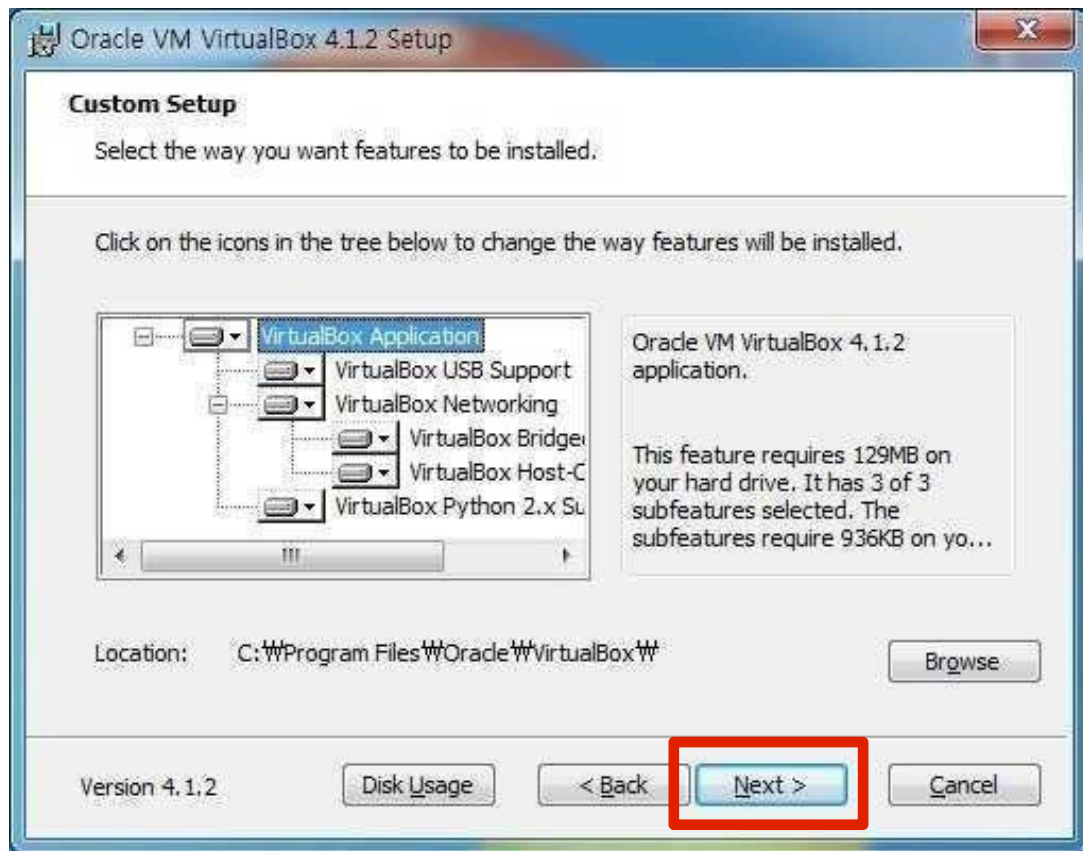 Oracle VM VirtualBox 4.1.2 Setup
Custom Setup
Select the way you want features to be installed.
Click on the icons in the tree below to change the way features will be installed.
VirtualBox Application
VirtualBox USB Support
VirtualBox Networking
VirtualBox Bridge
VirtualBox Host-C
VirtualBox Python 2.x Su
Oracle VM VirtualBox 4.1.2
application.
This feature requires 129MB on
your hard drive. It has 3 of 3
subfeatures selected. The
subfeatures require 936KB on yo...
Location: C:₩Program Files₩Oracle₩VirtualBox₩
Browse
Version 4.1.2 Disk Usage < Back Next > Cancel